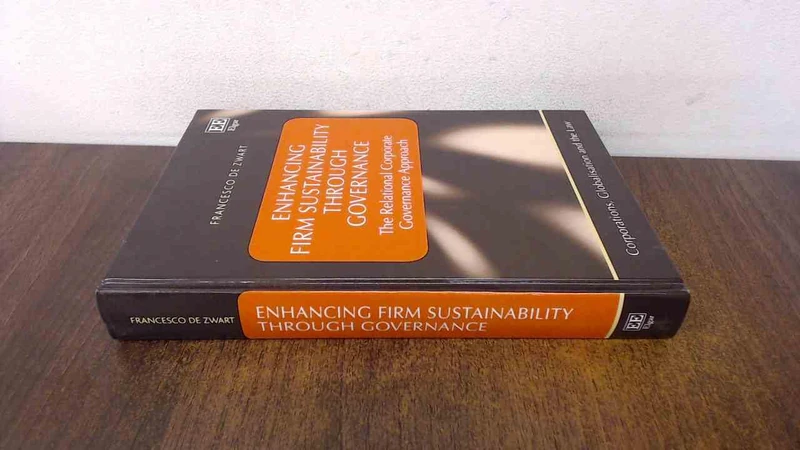 EE
Elgar
FRANCESCO DE ZWART
ENHANCING
FIRM SUSTAINABILITY
THROUGH
GOVERNANCE
The Relational Corporate
Governance Approach
Corporations, Globalisation and the Law
FRANCESCO DE ZWART
ENHANCING FIRM SUSTAINABILITY
THROUGH GOVERNANCE
EE
Elgar